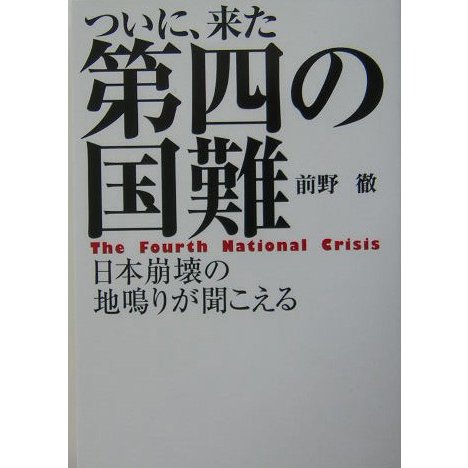 ついに、来た
第四の
国難
前野 徹
The Fourth National Crisis
日本崩壊の
地鳴りが聞こえる